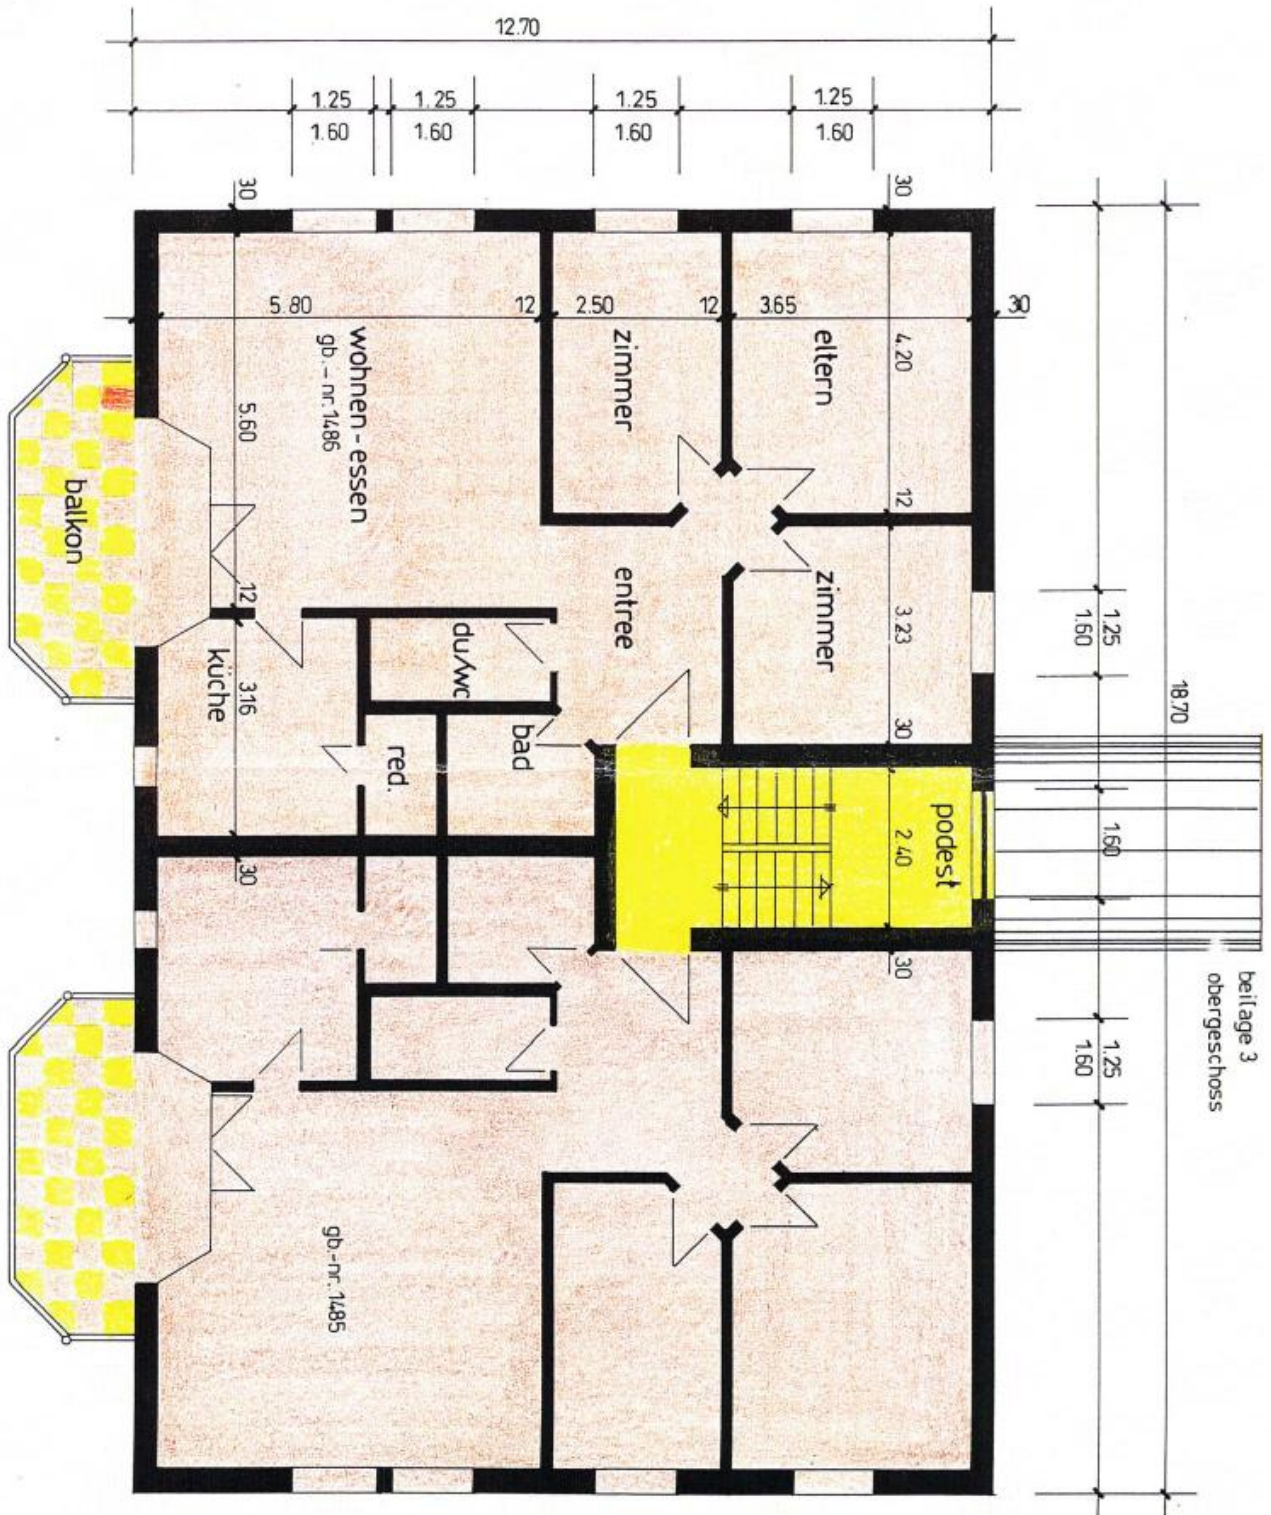 12.70
1.25
1.60
1.25
1.60
1.25
1.60
1.25
1.60
30
30
5.80
12
2.50
12
3.65
30
wohnen - essen
gb. - nr. 1486
zimmer
eltern
4.20
5.60
12
balkon
12
entree
zimmer
3.23
1.25
1.60
18.70
du/wc
küche
3.16
bad
red.
30
podest
2.40
1.60
30
30
beilage 3
obergeschoss
1.25
1.60
gb.-nr. 1485